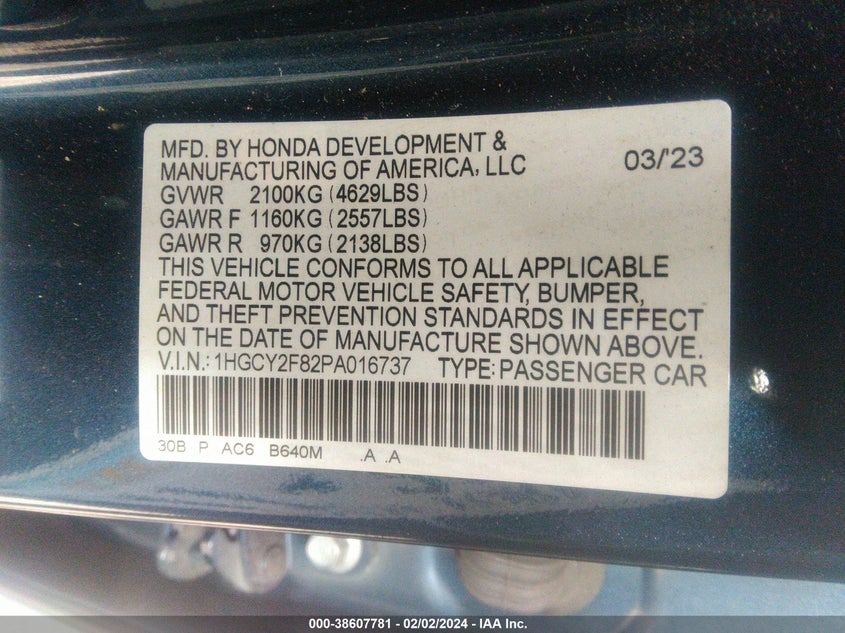 MFD. BY HONDA DEVELOPMENT &
MANUFACTURING OF AMERICA, LLC 03/'23
GVWR 2100KG (4629LBS)
GAWR F 1160KG (2557LBS)
GAWR R 970KG (2138LBS)
THIS VEHICLE CONFORMS TO ALL APPLICABLE
FEDERAL MOTOR VEHICLE SAFETY, BUMPER,
AND THEFT PREVENTION STANDARDS IN EFFECT
ON THE DATE OF MANUFACTURE SHOWN ABOVE.
V.I.N.: 1HGCY2F82PA016737 TYPE: PASSENGER CAR
30B P AC6 B640M .A .A
000-38607781 - 02/02/2024 - IAA Inc.